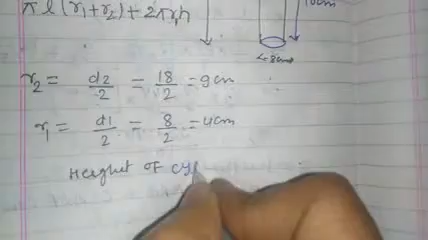 πl(r₁+r₂)+2πr₁h
10cm
8cm
r₂ = d2/2 = 18/2 = 9cm
r₁ = d1/2 = 8/2 = 4cm
Height of cy